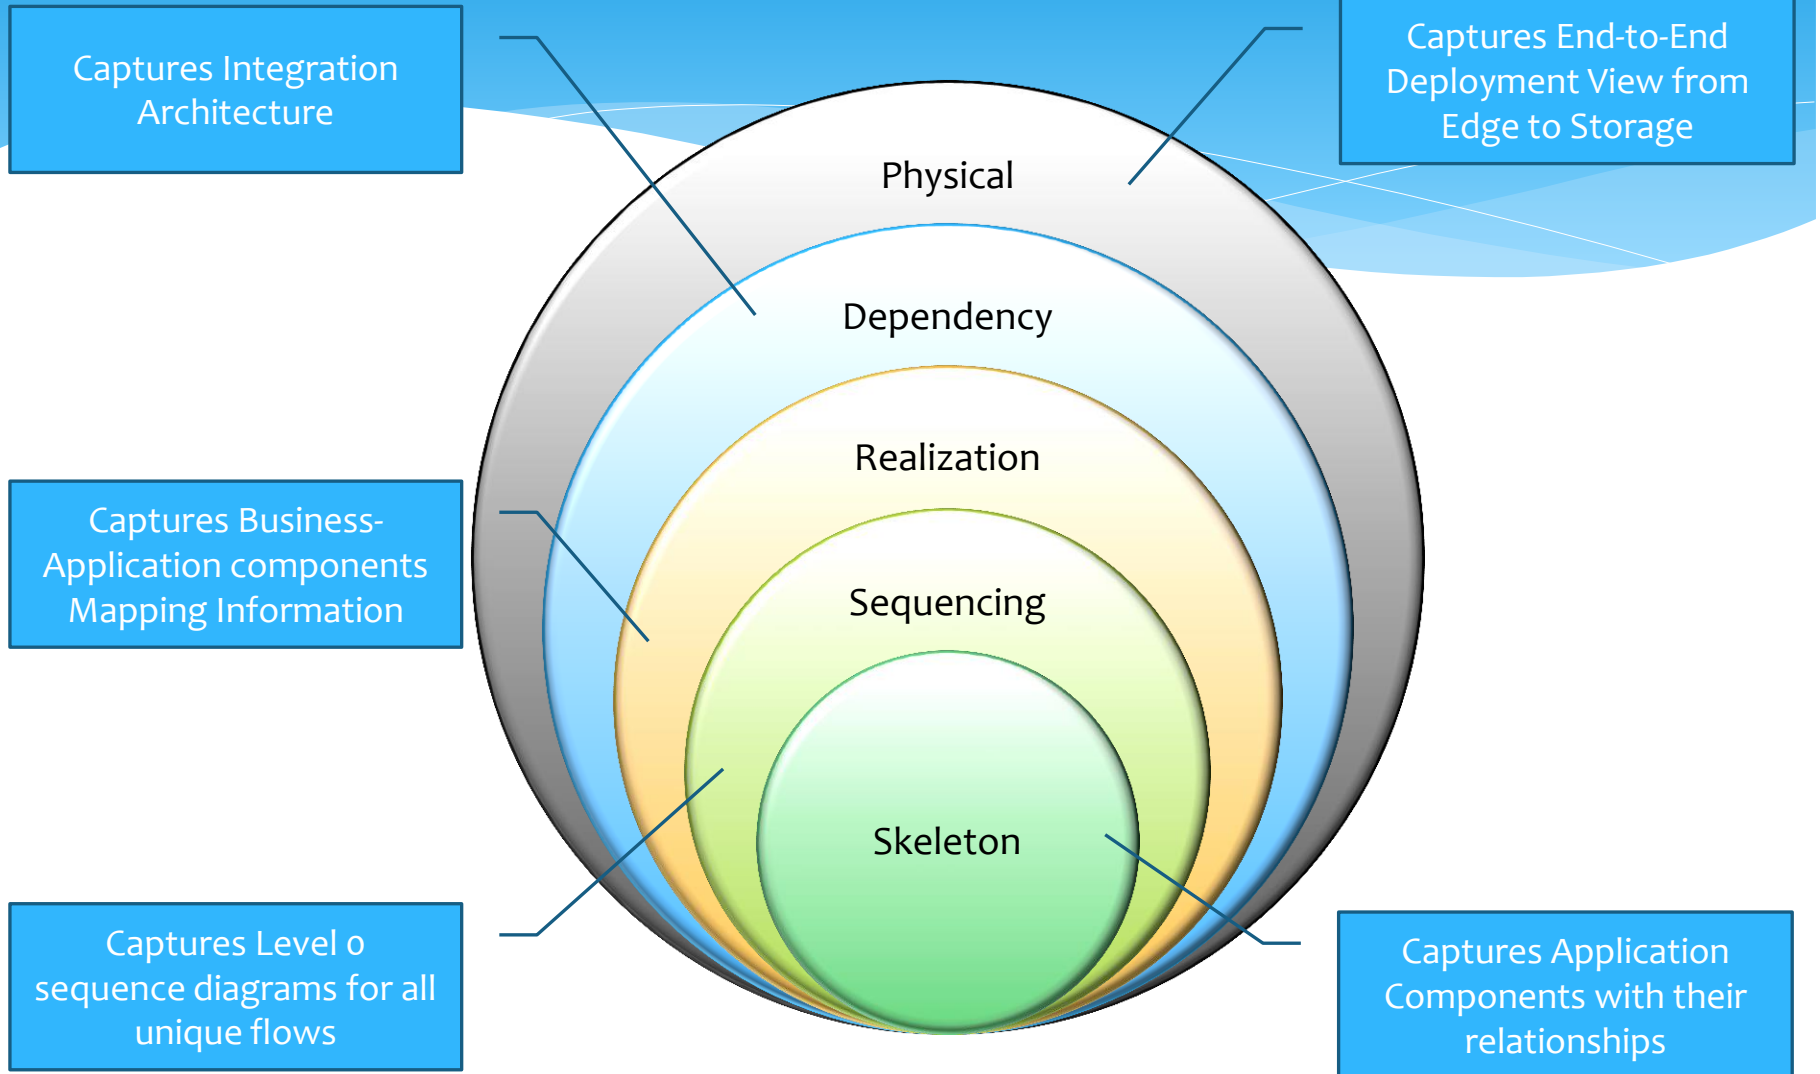 Captures Integration
Architecture
Captures End-to-End
Deployment View from
Edge to Storage
Physical
Dependency
Realization
Captures Business-
Application components
Mapping Information
Sequencing
Skeleton
Captures Level 0
sequence diagrams for all
unique flows
Captures Application
Components with their
relationships